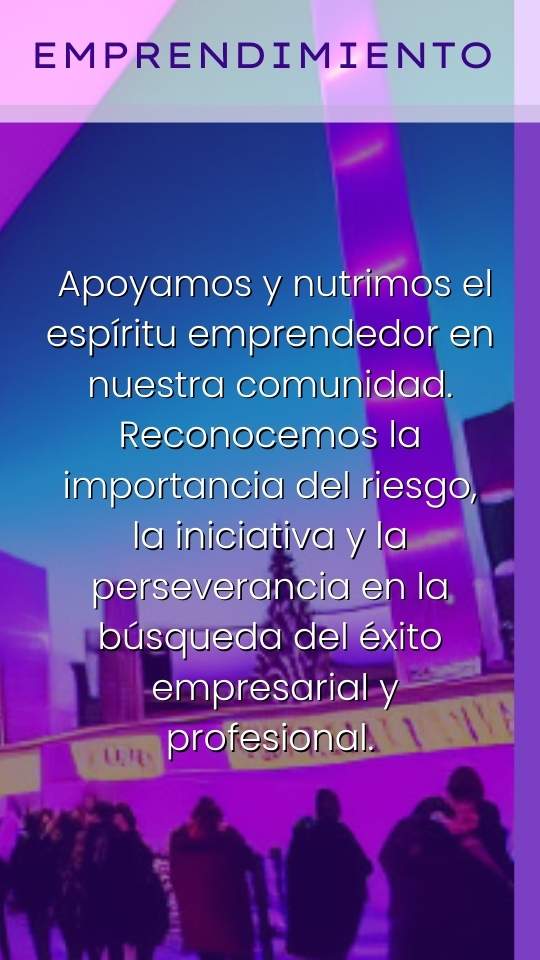 EMPRENDIMIENTO
Apoyamos y nutrimos el
espíritu emprendedor en
nuestra comunidad.
Reconocemos la
importancia del riesgo,
la iniciativa y la
perseverancia en la
búsqueda del éxito
empresarial y
profesional.